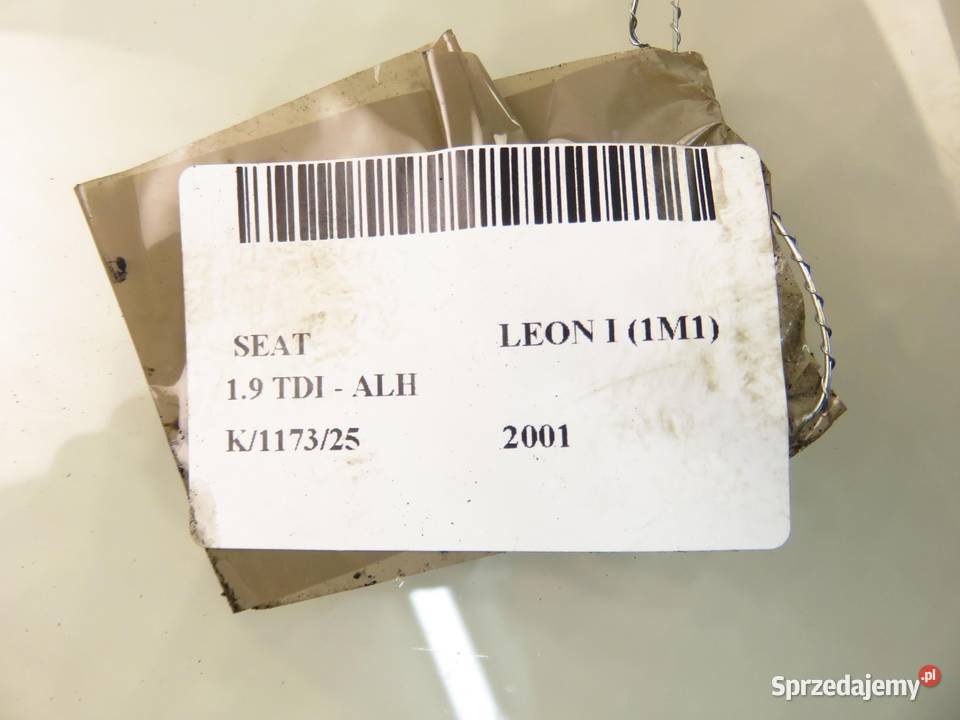 SEAT LEON I (1M1)
1.9 TDI - ALH
K/1173/25 2001
Sprzedajemy.pl